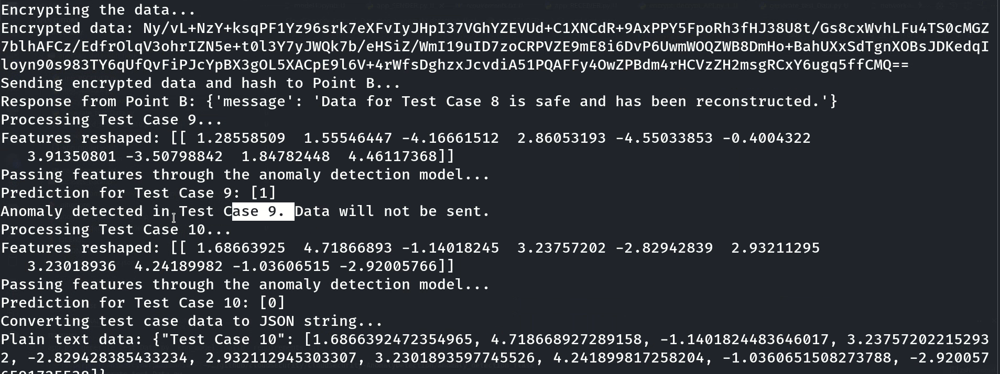 Encrypting the data...
Encrypted data: Ny/vL+NzY+ksqPF1Yz96srk7eXFvIyJHpI37VGhYZEVUd+C1XNCdR+9AxPPY5FpoRh3fHJ38U8t/Gs8cxWvhLFu4TS0cMGZ
7blhAFCz/EdfrOlqV3ohrIZN5e+t0l3Y7yJWQk7b/eHSiZ/WmI19uID7zoCRPVZE9mE8i6DvP6UwmWOQZWB8DmHo+BahUXxSdTgnXOBsJDKedqI
loyn90s983TY6qUfQvFiPJcYpBX3gOL5XACpE9l6V+4rWfsDghzxJcvdiA51PQAFFy4OwZPBdm4rHCVzZH2msgRCxY6ugq5ffCMQ==
Sending encrypted data and hash to Point B...
Response from Point B: {'message': 'Data for Test Case 8 is safe and has been reconstructed.'}
Processing Test Case 9...
Features reshaped: [[ 1.28558509  1.55546447 -4.16661512  2.86053193 -4.55033853 -0.4004322
   3.91350801 -3.50798842  1.84782448  4.46117368]]
Passing features through the anomaly detection model...
Prediction for Test Case 9: [1]
Anomaly detected in Test Case 9. Data will not be sent.
Processing Test Case 10...
Features reshaped: [[ 1.68663925  4.71866893 -1.14018245  3.23757202 -2.82942839  2.93211295
   3.23018936  4.24189982 -1.03606515 -2.92005766]]
Passing features through the anomaly detection model...
Prediction for Test Case 10: [0]
Converting test case data to JSON string...
Plain text data: {"Test Case 10": [1.6866392472354965, 4.718668927289158, -1.1401824483646017, 3.23757202215293
2, -2.829428385433234, 2.932112945303307, 3.2301893597745526, 4.241899817258204, -1.0360651508273788, -2.920057